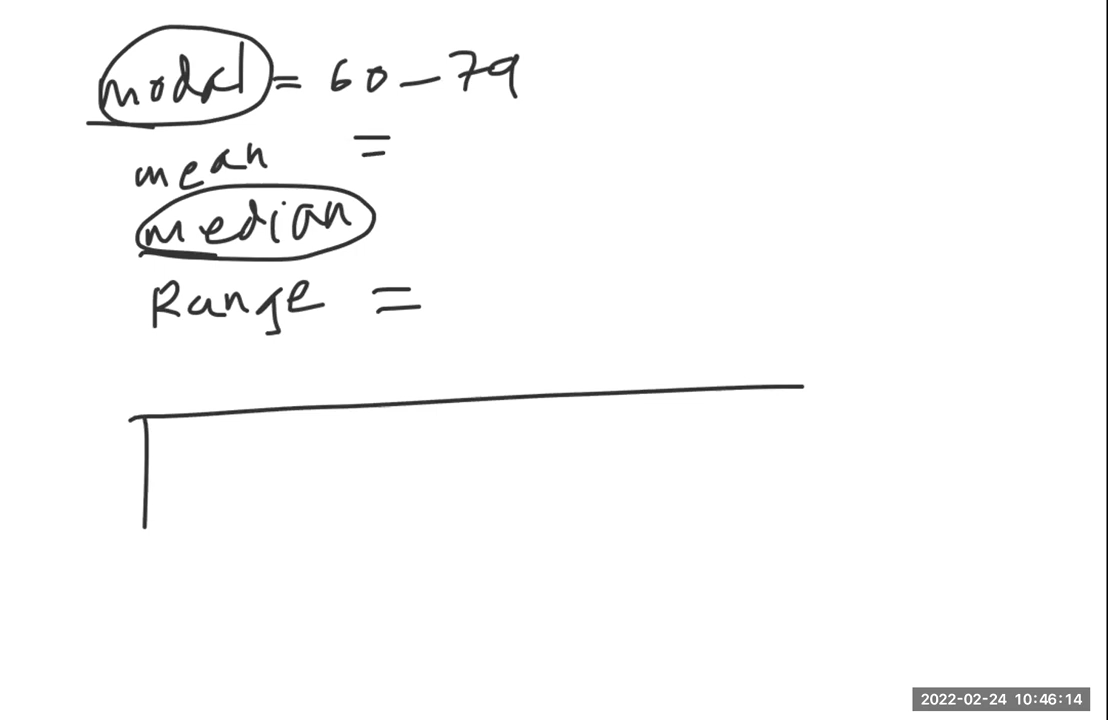 modal = 60 - 79
mean =
median
Range =
2022-02-24 10:46:14